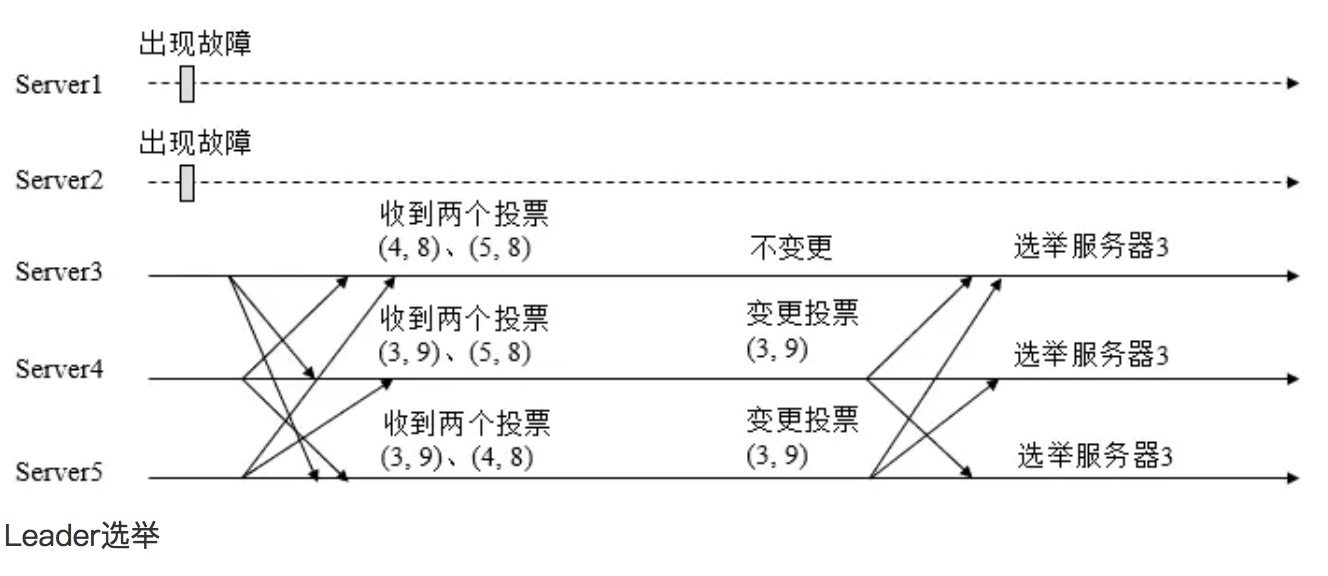 出现故障
Server1
出现故障
Server2
收到两个投票
(4, 8)、(5, 8)
不变更
选举服务器3
Server3
收到两个投票
(3, 9)、(5, 8)
变更投票
(3, 9)
选举服务器3
Server4
收到两个投票
(3, 9)、(4, 8)
变更投票
(3, 9)
选举服务器3
Server5
Leader选举